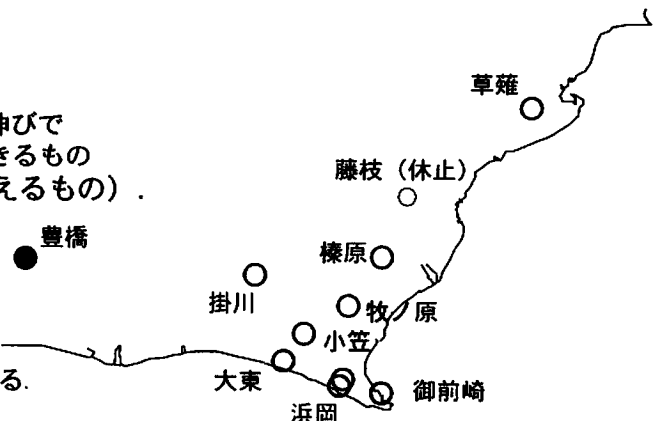 草薙
伸びで
きるもの
えるもの）．
藤枝（休止）
豊橋
榛原
掛川
牧ノ原
小笠
大東
る．
御前崎
浜岡